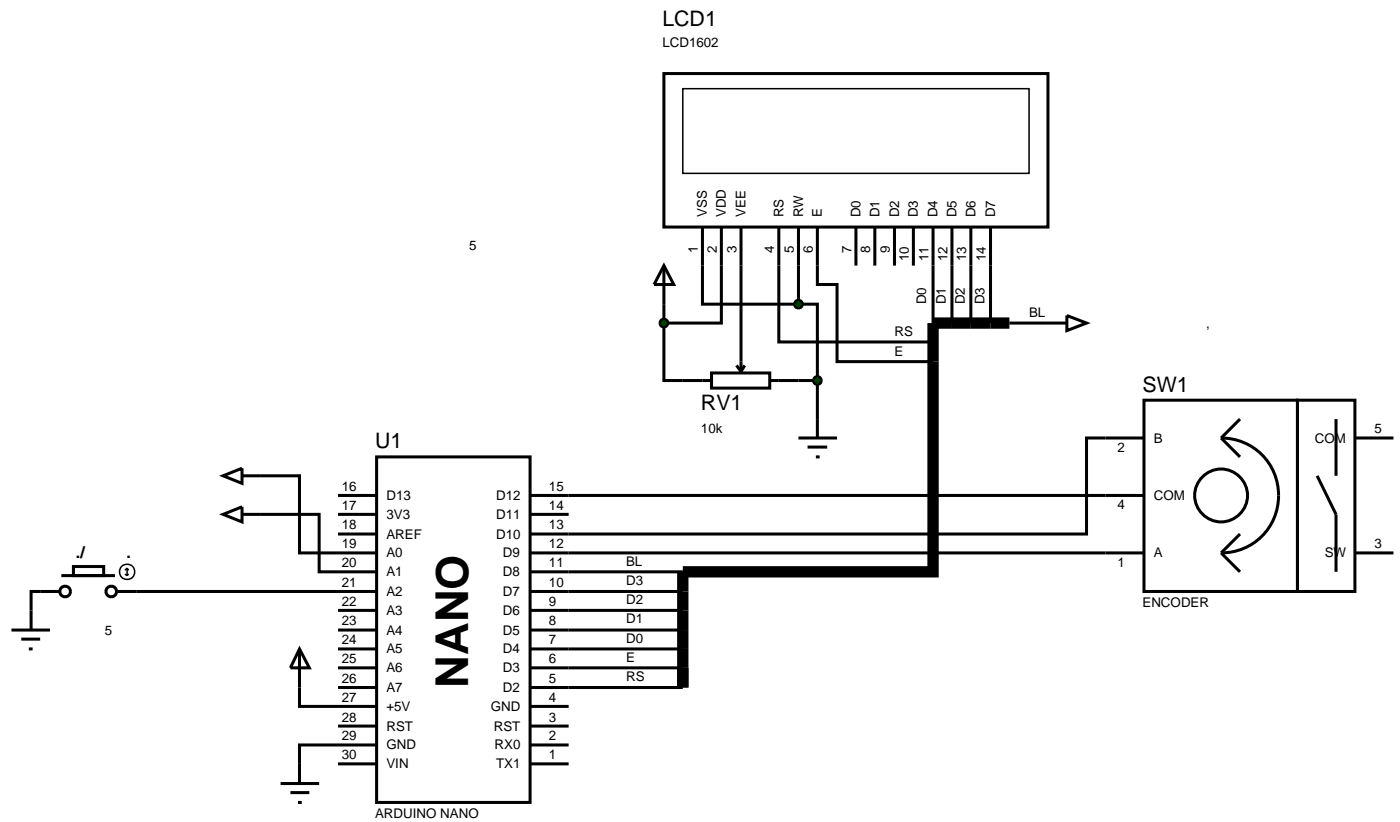 LCD1
LCD1602
VSS VDD VEE RS RW E D0 D1 D2 D3 D4 D5 D6 D7
1 2 3 4 5 6 7 8 9 10 11 12 13 14
5
D0 D1 D2 D3
BL
,
RS
E
RV1
10k
SW1
B 2
COM 4
A 1
COM 5
SW 3
ENCODER
U1
16 D13 D12 15
17 3V3 D11 14
18 AREF D10 13
19 A0 D9 12
20 A1 D8 11 BL
21 A2 D7 10 D3
22 A3 D6 9 D2
23 A4 D5 8 D1
24 A5 D4 7 D0
25 A6 D3 6 E
26 A7 D2 5 RS
27 +5V GND 4
28 RST RST 3
29 GND RX0 2
30 VIN TX1 1
NANO
ARDUINO NANO
./ .
5